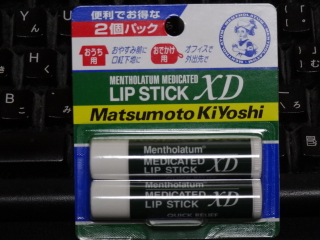 便利でお得な
2個パック
おうち用
おやすみ前に
口紅下地に
おでかけ用
オフィスで
外出先で
MENTHOLATUM MEDICATED
LIP STICK XD
Matsumoto KiYoshi
Mentholatum
MEDICATED
LIP STICK XD
Mentholatum
MEDICATED
LIP STICK XD
QUICK RELIEF